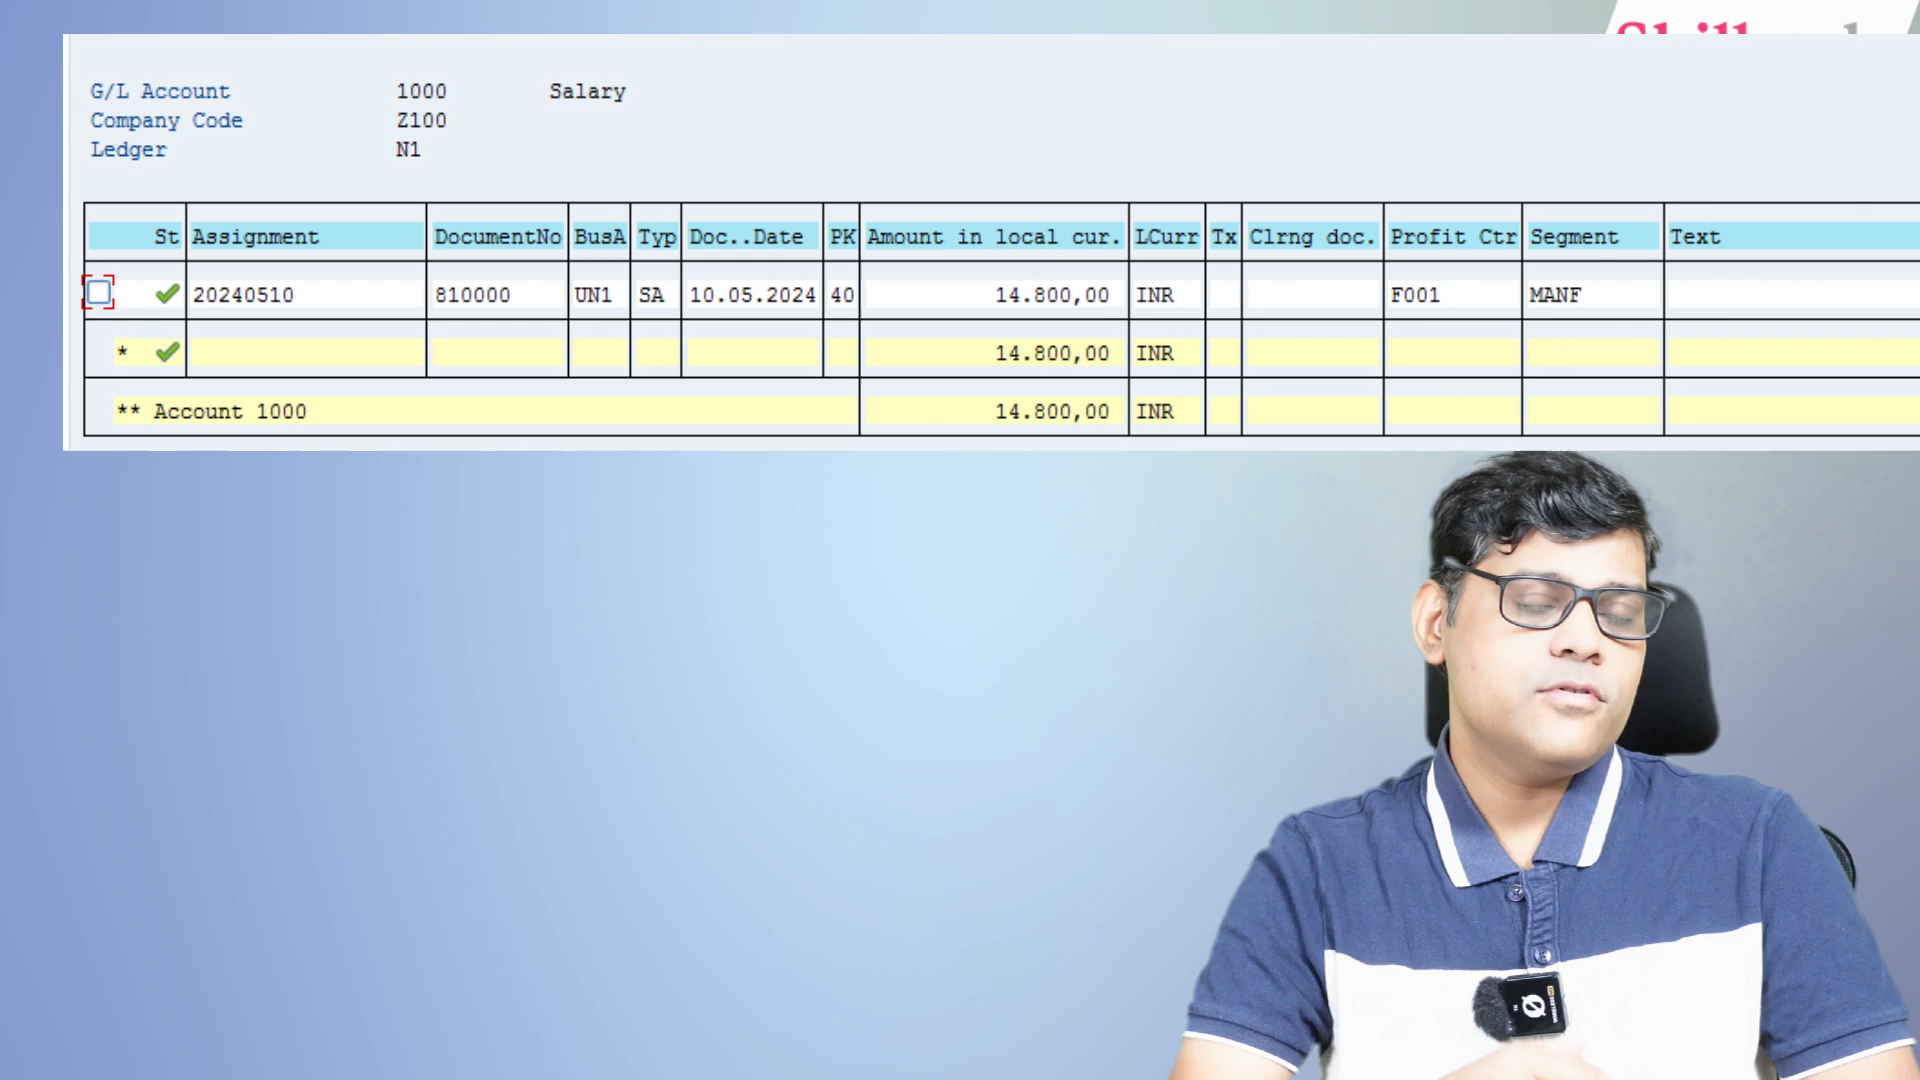 G/L Account 1000 Salary
Company Code Z100
Ledger N1
St Assignment DocumentNo BusA Typ Doc..Date PK Amount in local cur. LCurr Tx Clrng doc. Profit Ctr Segment Text
20240510 810000 UN1 SA 10.05.2024 40 14.800,00 INR F001 MANF
* 14.800,00 INR
** Account 1000 14.800,00 INR